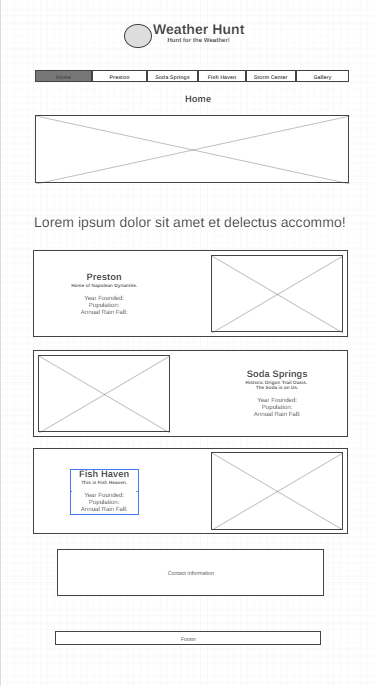 Weather Hunt
Hunt for the Weather!
Home Preston Soda Springs Fish Haven Storm Center Gallery
Home
Lorem ipsum dolor sit amet et delectus accommo!
Preston
Home of Napolean Dynamite.
Year Founded:
Population:
Annual Rain Fall:
Soda Springs
Historic Origon Trail Oasis.
The Soda is on Us.
Year Founded:
Population:
Annual Rain Fall:
Fish Haven
This is Fish Heaven.
Year Founded:
Population:
Annual Rain Fall:
Contact information
Footer